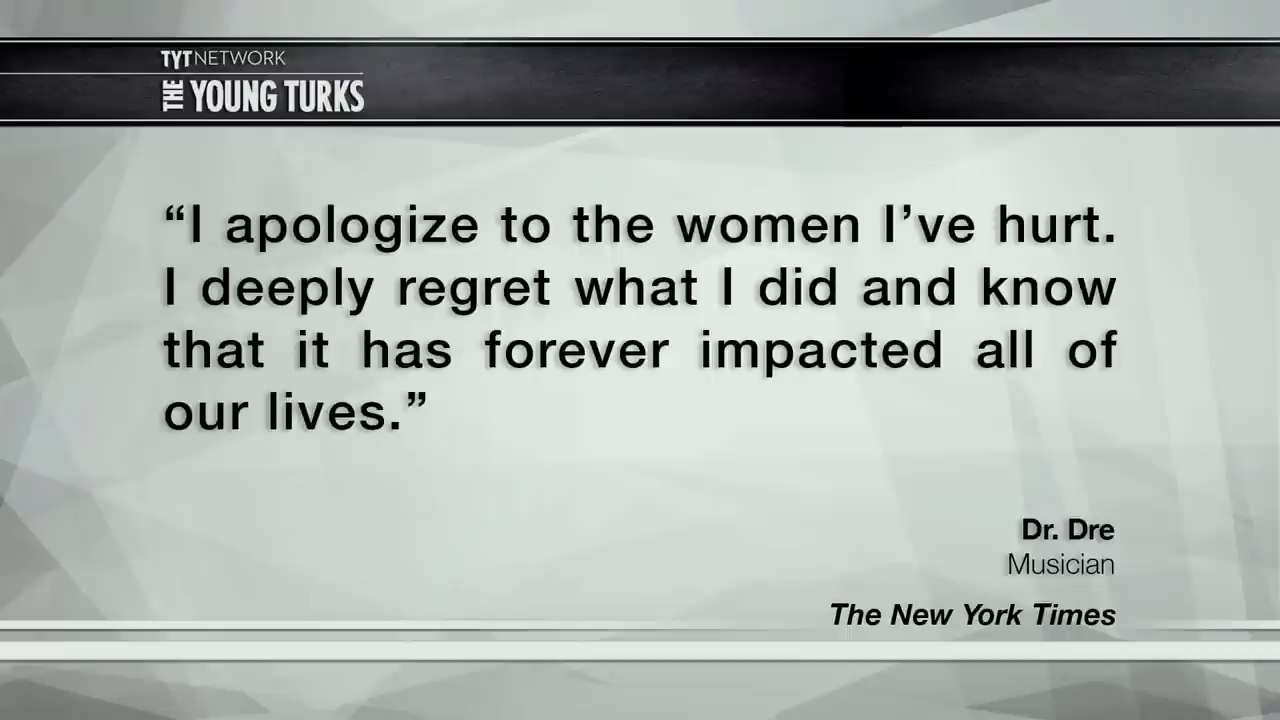 TYTNETWORK
THE YOUNG TURKS
“I apologize to the women I’ve hurt.
I deeply regret what I did and know
that it has forever impacted all of
our lives.”
Dr. Dre
Musician
The New York Times